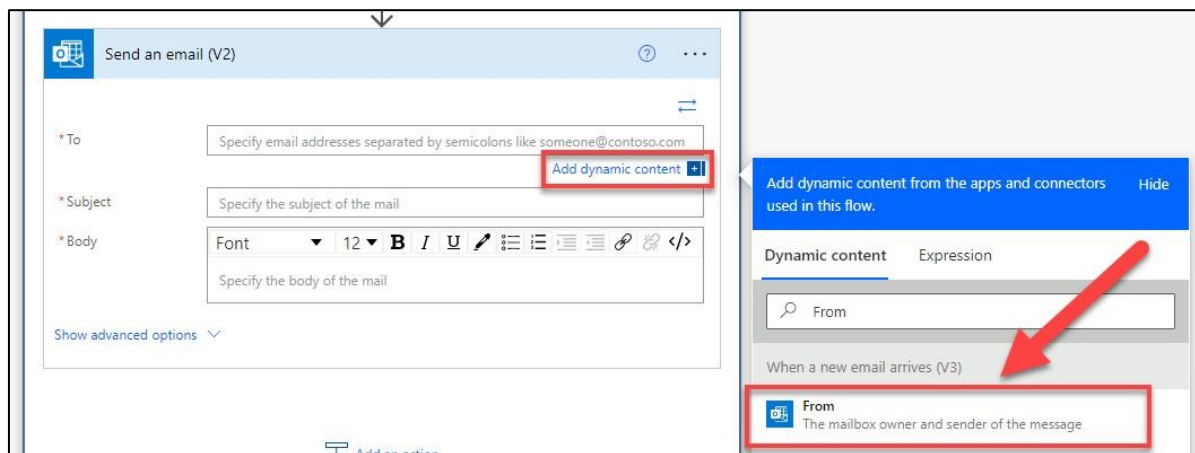 Send an email (V2)
* To
Specify email addresses separated by semicolons like someone@contoso.com
Add dynamic content
* Subject
Specify the subject of the mail
* Body
Font 12 B I U </>
Specify the body of the mail
Show advanced options
Add an action
Add dynamic content from the apps and connectors
used in this flow.
Hide
Dynamic content Expression
From
When a new email arrives (V3)
From
The mailbox owner and sender of the message